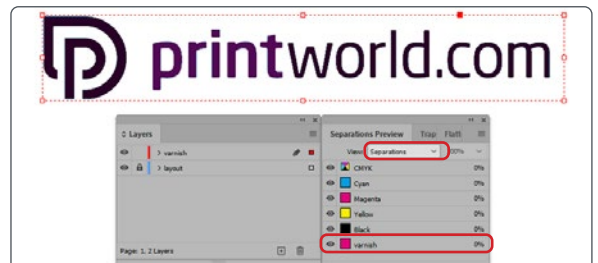 printworld.com
Layers
varnish
layout
Page: 1, 2 Layers
Separations Preview Trap Flatt
View: Separations 300%
CMYK 0%
Cyan 0%
Magenta 0%
Yellow 0%
Black 0%
varnish 0%